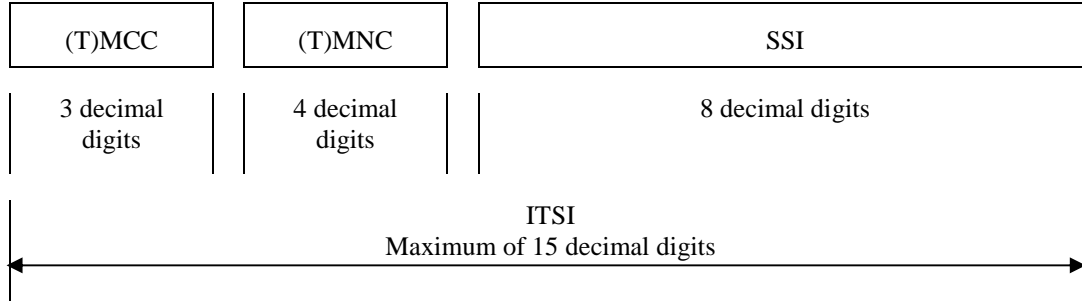 (T)MCC
(T)MNC
SSI
3 decimal
digits
4 decimal
digits
8 decimal digits
ITSI
Maximum of 15 decimal digits